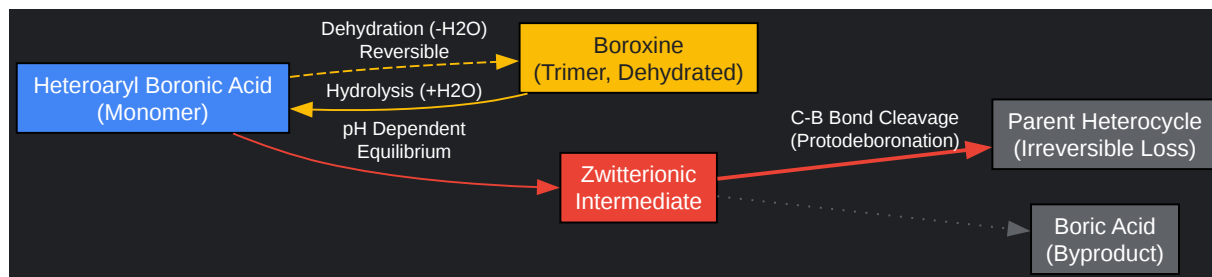 Dehydration (-H2O)
Reversible
Boroxine
(Trimer, Dehydrated)
Heteroaryl Boronic Acid
(Monomer)
Hydrolysis (+H2O)
pH Dependent
Equilibrium
C-B Bond Cleavage
(Protodeboronation)
Parent Heterocycle
(Irreversible Loss)
Zwitterionic
Intermediate
Boric Acid
(Byproduct)